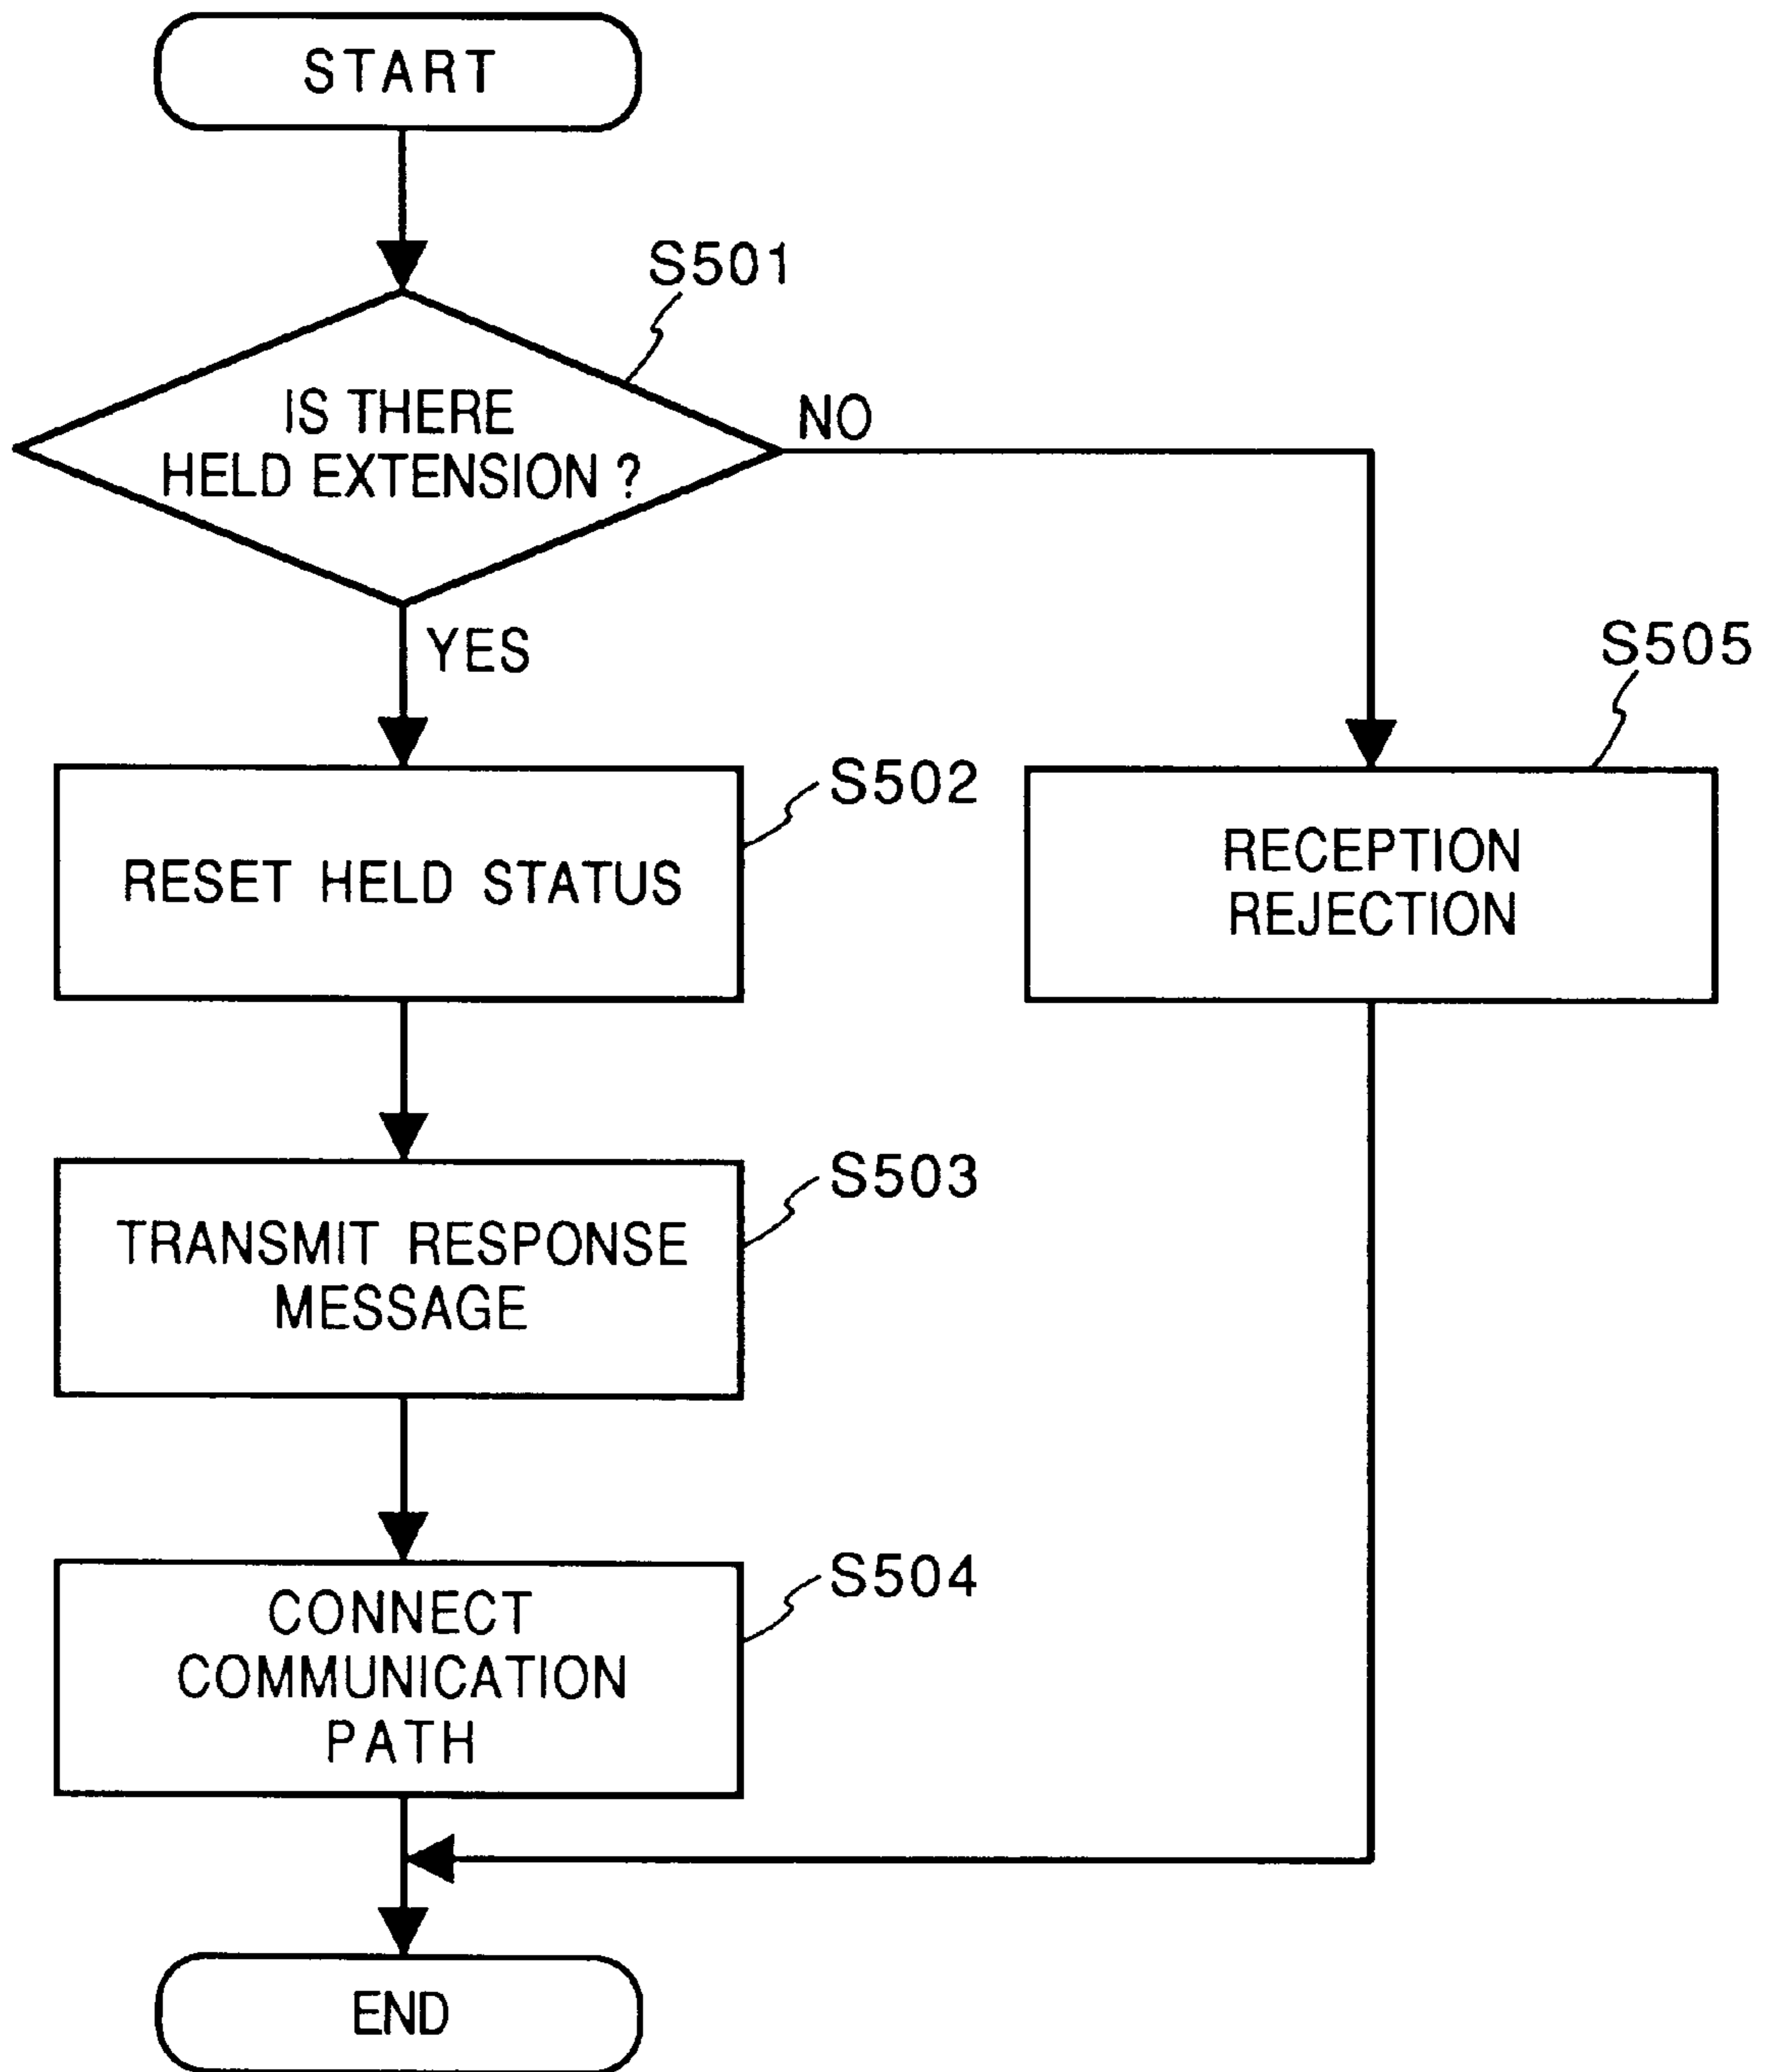 START
S501
IS THERE
HELD EXTENSION ?
NO
YES
S505
S502
RESET HELD STATUS
RECEPTION
REJECTION
S503
TRANSMIT RESPONSE
MESSAGE
S504
CONNECT
COMMUNICATION
PATH
END